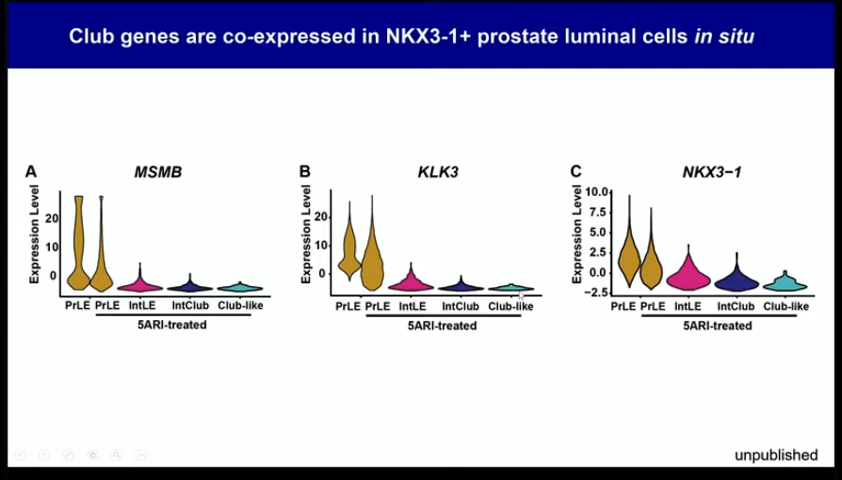 Club genes are co-expressed in NKX3-1+ prostate luminal cells in situ
A
MSMB
Expression Level
20
10
0
PrLE PrLE IntLE IntClub Club-like
5ARI-treated
B
KLK3
Expression Level
20
10
0
PrLE PrLE IntLE IntClub Club-like
5ARI-treated
C
NKX3−1
Expression Level
10.0
7.5
5.0
2.5
0.0
−2.5
PrLE PrLE IntLE IntClub Club-like
5ARI-treated
unpublished